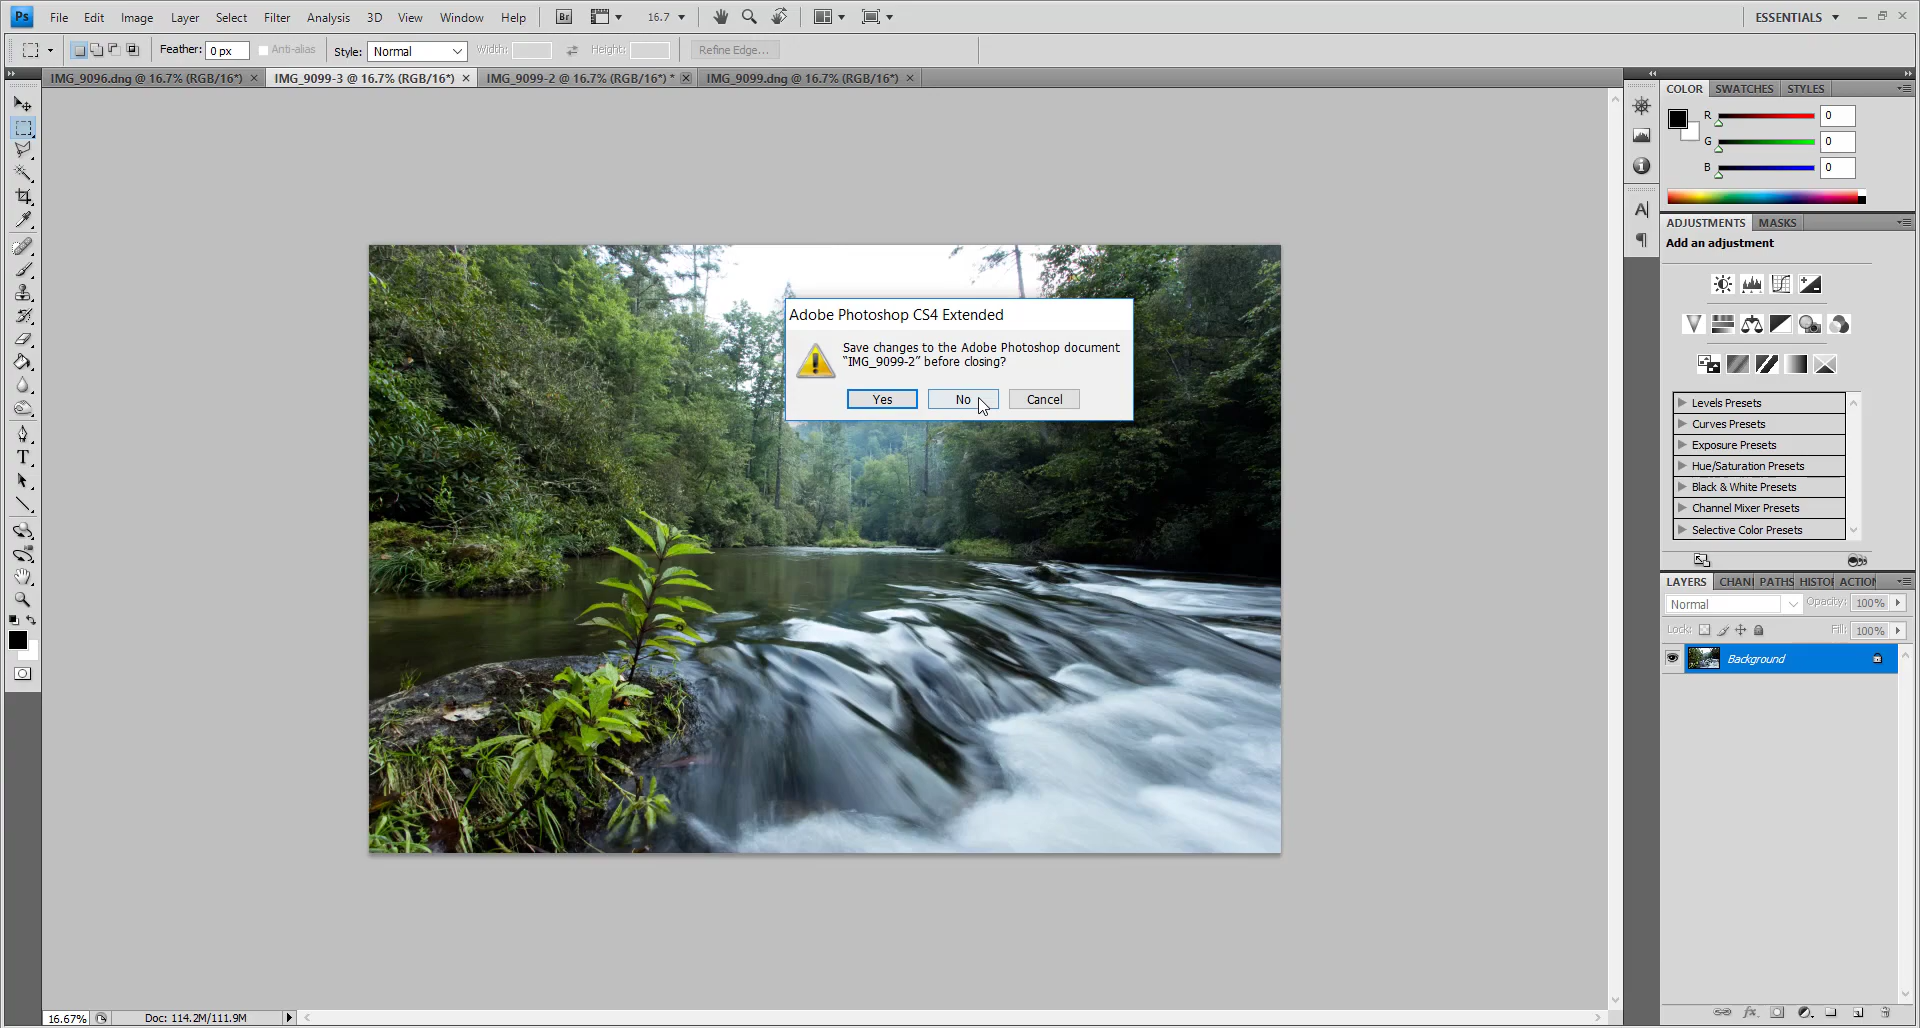 Ps File Edit Image Layer Select Filter Analysis 3D View Window Help Br 16.7 ESSENTIALS
Feather: 0 px Anti-alias Style: Normal Width: Height: Refine Edge...
IMG_9096.dng @ 16.7% (RGB/16*) IMG_9099-3 @ 16.7% (RGB/16*) IMG_9099-2 @ 16.7% (RGB/16*) * IMG_9099.dng @ 16.7% (RGB/16*)
COLOR SWATCHES STYLES
R 0
G 0
B 0
ADJUSTMENTS MASKS
Add an adjustment
Adobe Photoshop CS4 Extended
Save changes to the Adobe Photoshop document
“IMG_9099-2” before closing?
Yes No Cancel
Levels Presets
Curves Presets
Exposure Presets
Hue/Saturation Presets
Black & White Presets
Channel Mixer Presets
Selective Color Presets
LAYERS CHANI PATHS HISTOI ACTION
Normal Opacity: 100%
Lock: Fill: 100%
Background
16.67% Doc: 114.2M/111.9M